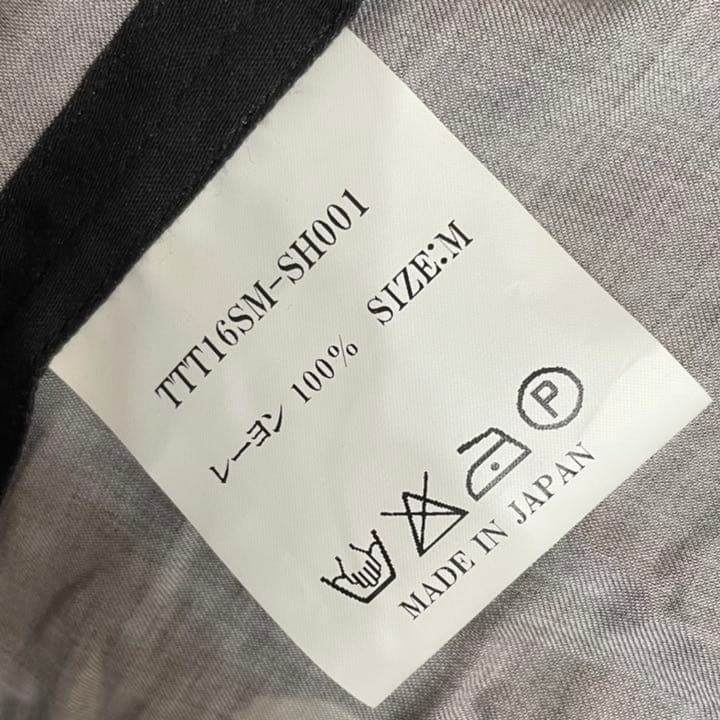 TTT16SM-SH001
レーヨン 100% SIZE:M
P
MADE IN JAPAN